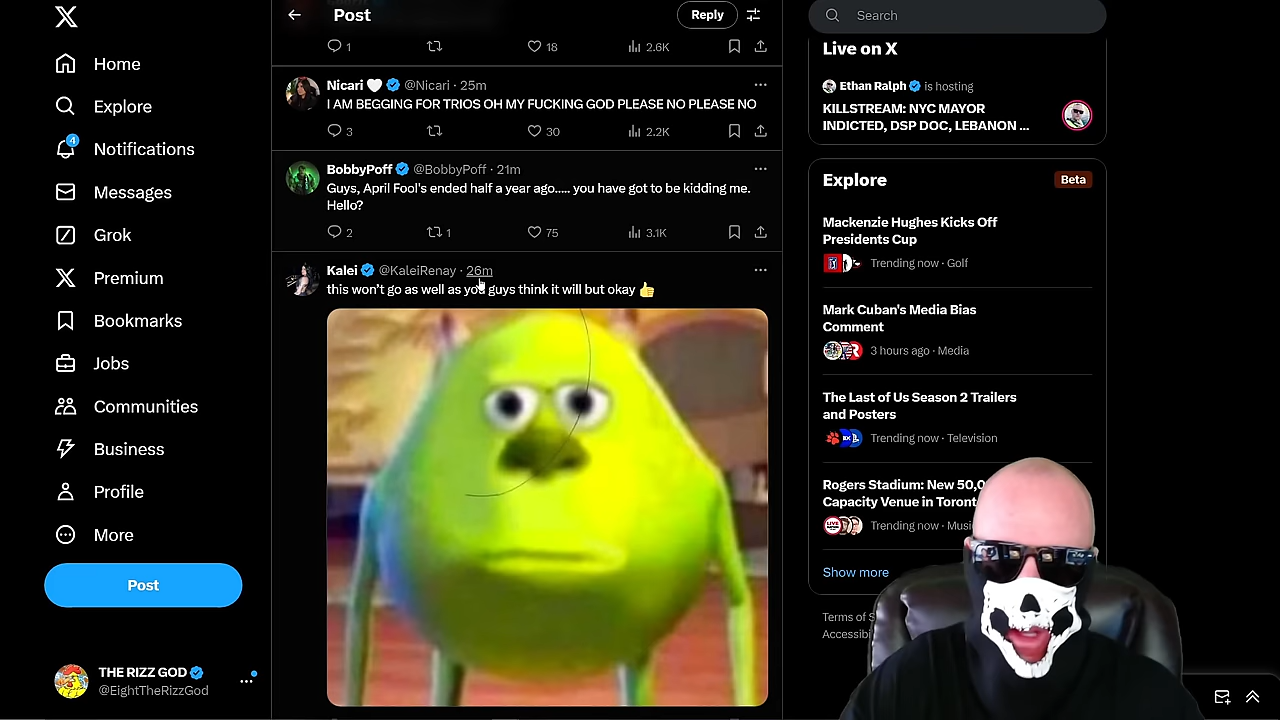 Home
Explore
4
Notifications
Messages
Grok
Premium
Bookmarks
Jobs
Communities
Business
Profile
More
Post
THE RIZZ GOD
@EightTheRizzGod
Post
Reply
1
18
2.6K
Nicari @Nicari · 25m
I AM BEGGING FOR TRIOS OH MY FUCKING GOD PLEASE NO PLEASE NO
3
30
2.2K
BobbyPoff @BobbyPoff · 21m
Guys, April Fool's ended half a year ago..... you have got to be kidding me.
Hello?
2
1
75
3.1K
Kalei @KaleiRenay · 26m
this won't go as well as you guys think it will but okay 👍
Search
Live on X
Ethan Ralph is hosting
KILLSTREAM: NYC MAYOR
INDICTED, DSP DOC, LEBANON ...
Explore
Beta
Mackenzie Hughes Kicks Off
Presidents Cup
Trending now · Golf
Mark Cuban's Media Bias
Comment
3 hours ago · Media
The Last of Us Season 2 Trailers
and Posters
Trending now · Television
Rogers Stadium: New 50,0
Capacity Venue in Toront
Trending now · Musi
Show more
Terms of S
Accessibi